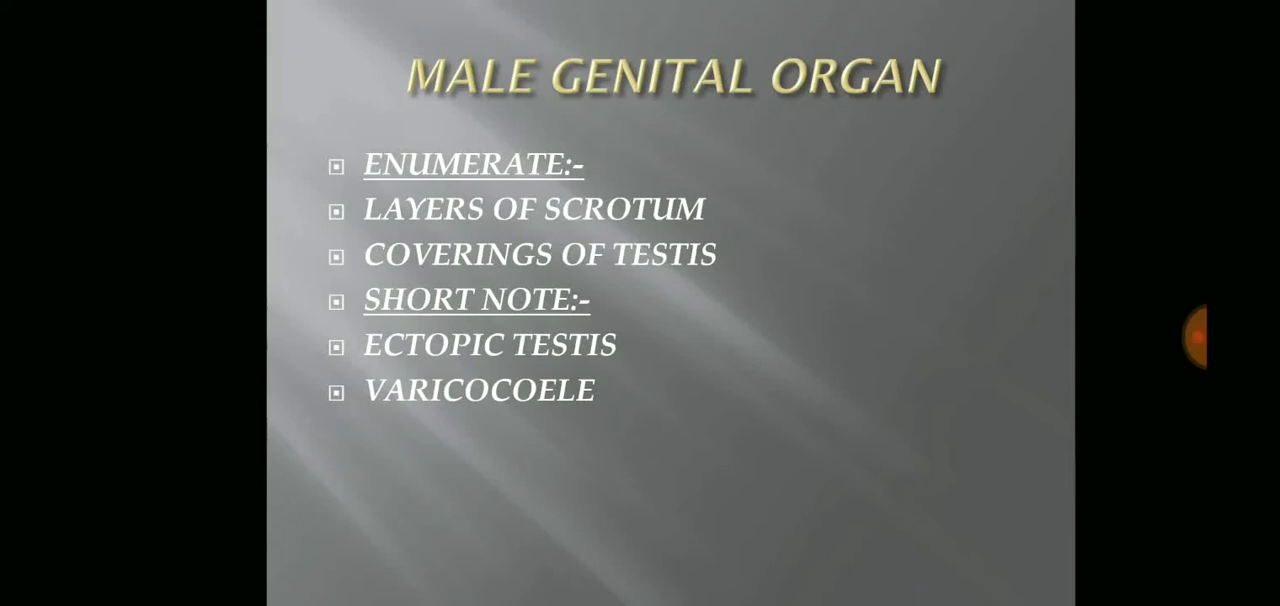 MALE GENITAL ORGAN
ENUMERATE:-
LAYERS OF SCROTUM
COVERINGS OF TESTIS
SHORT NOTE:-
ECTOPIC TESTIS
VARICOCOELE